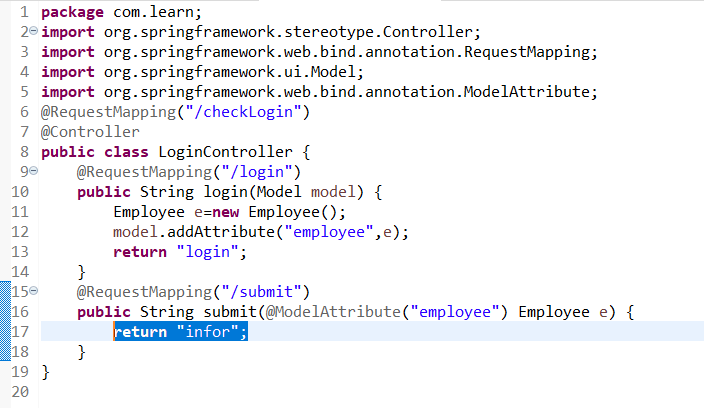 1 package com.learn;
2 import org.springframework.stereotype.Controller;
3 import org.springframework.web.bind.annotation.RequestMapping;
4 import org.springframework.ui.Model;
5 import org.springframework.web.bind.annotation.ModelAttribute;
6 @RequestMapping("/checkLogin")
7 @Controller
8 public class LoginController {
9     @RequestMapping("/login")
10     public String login(Model model) {
11         Employee e=new Employee();
12         model.addAttribute("employee",e);
13         return "login";
14     }
15     @RequestMapping("/submit")
16     public String submit(@ModelAttribute("employee") Employee e) {
17         return "infor";
18     }
19 }
20